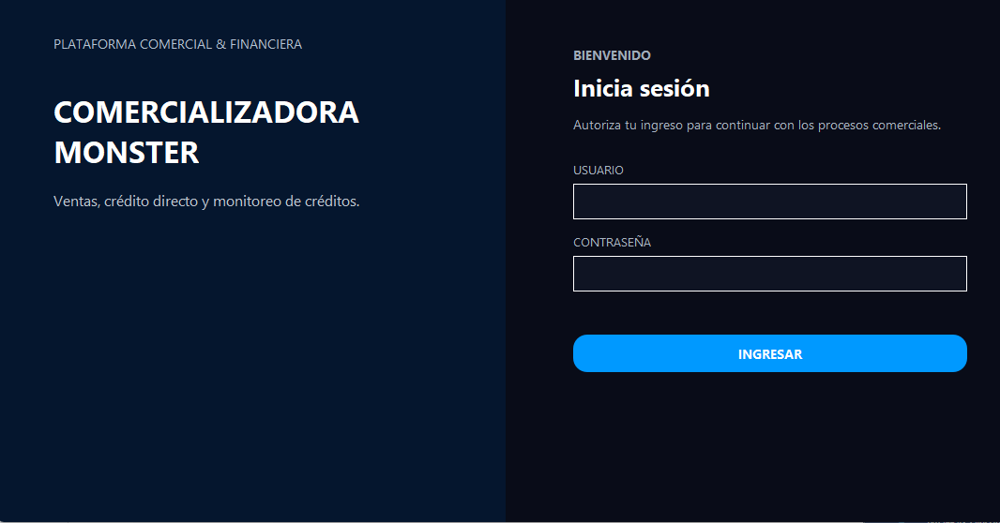 PLATAFORMA COMERCIAL & FINANCIERA
COMERCIALIZADORA
MONSTER
Ventas, crédito directo y monitoreo de créditos.
BIENVENIDO
Inicia sesión
Autoriza tu ingreso para continuar con los procesos comerciales.
USUARIO
CONTRASEÑA
INGRESAR